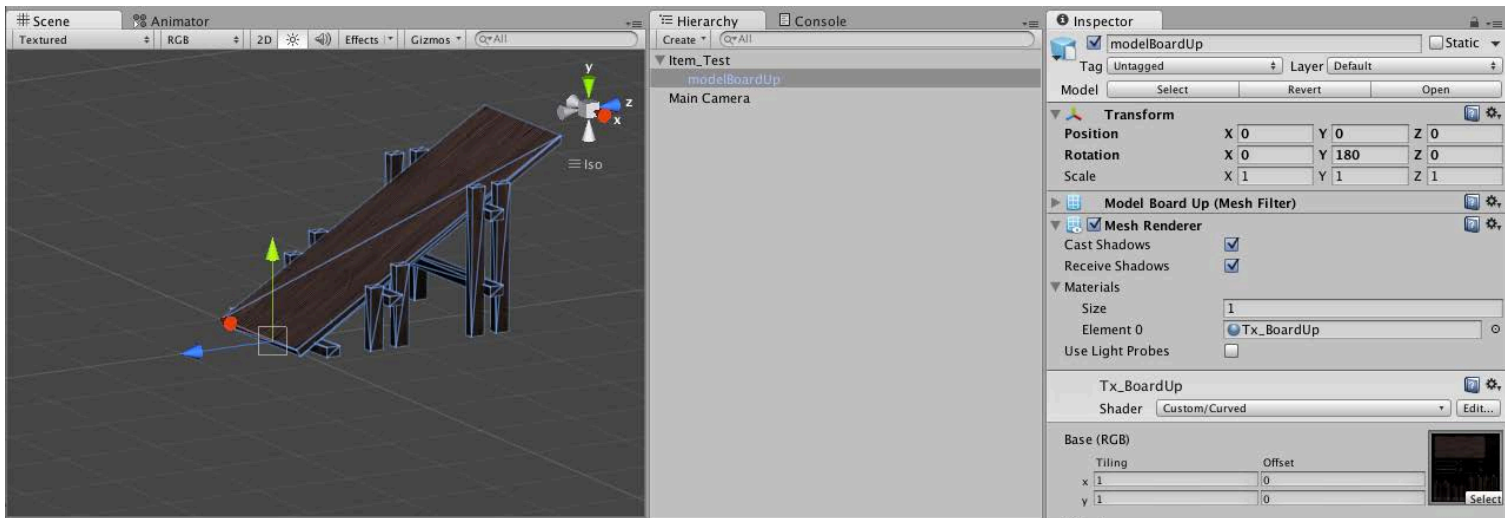 Scene Animator
Textured RGB 2D Effects Gizmos All
y
z
x
Iso
Hierarchy Console
Create All
Item_Test
modelBoardUp
Main Camera
Inspector
modelBoardUp Static
Tag Untagged Layer Default
Model Select Revert Open
Transform
Position X 0 Y 0 Z 0
Rotation X 0 Y 180 Z 0
Scale X 1 Y 1 Z 1
Model Board Up (Mesh Filter)
Mesh Renderer
Cast Shadows
Receive Shadows
Materials
Size 1
Element 0 Tx_BoardUp
Use Light Probes
Tx_BoardUp
Shader Custom/Curved Edit...
Base (RGB)
Tiling Offset
x 1 0
y 1 0
Select